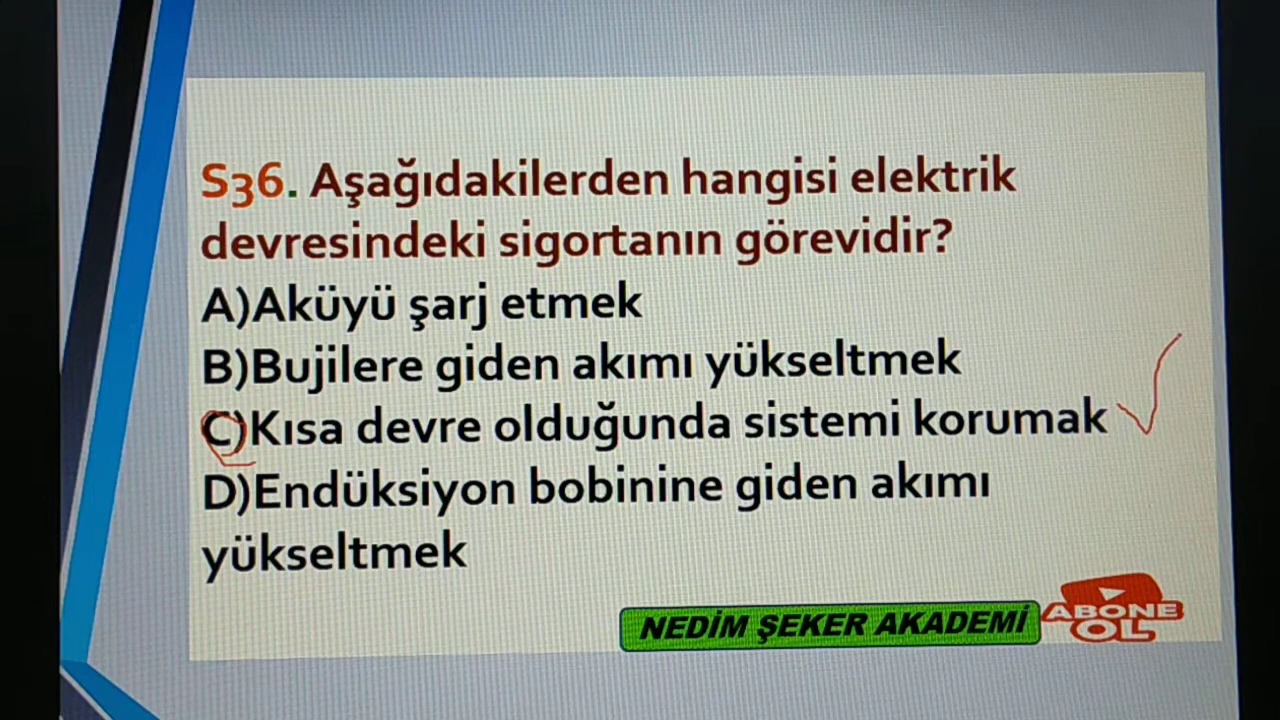 S36. Aşağıdakilerden hangisi elektrik
devresindeki sigortanın görevidir?
A)Aküyü şarj etmek
B)Bujilere giden akımı yükseltmek
C)Kısa devre olduğunda sistemi korumak
D)Endüksiyon bobinine giden akımı
yükseltmek
NEDİM ŞEKER AKADEMİ
ABONE
OL